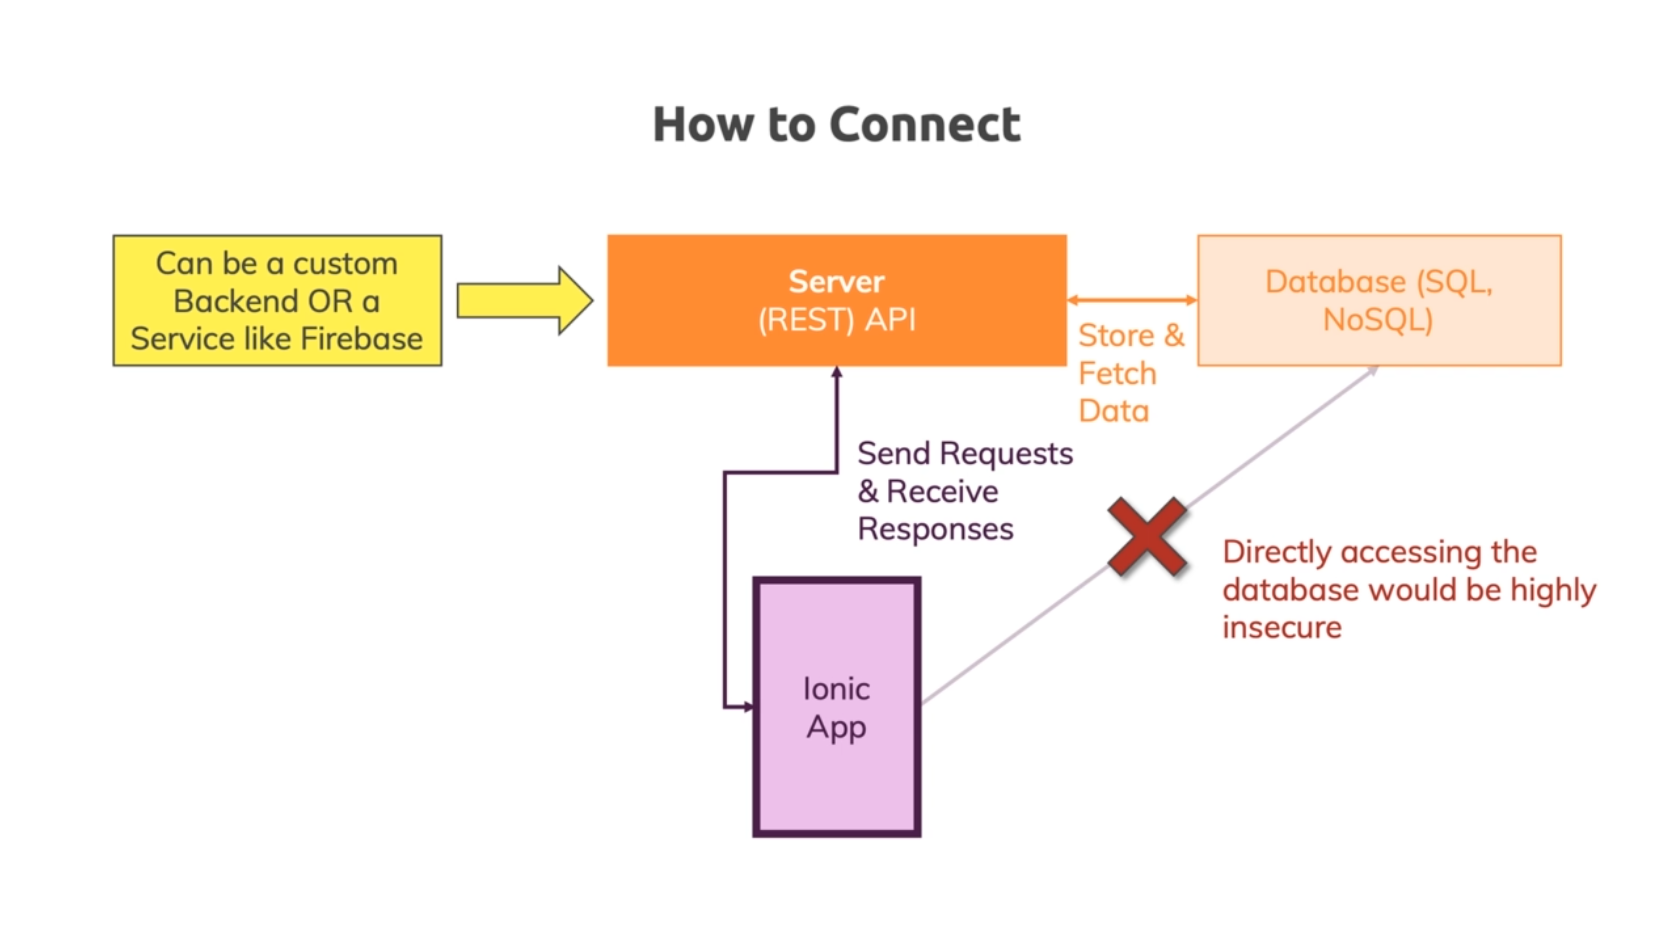 How to Connect
Can be a custom
Backend OR a
Service like Firebase
Server
(REST) API
Database (SQL,
NoSQL)
Store &
Fetch
Data
Send Requests
& Receive
Responses
Directly accessing the
database would be highly
insecure
Ionic
App